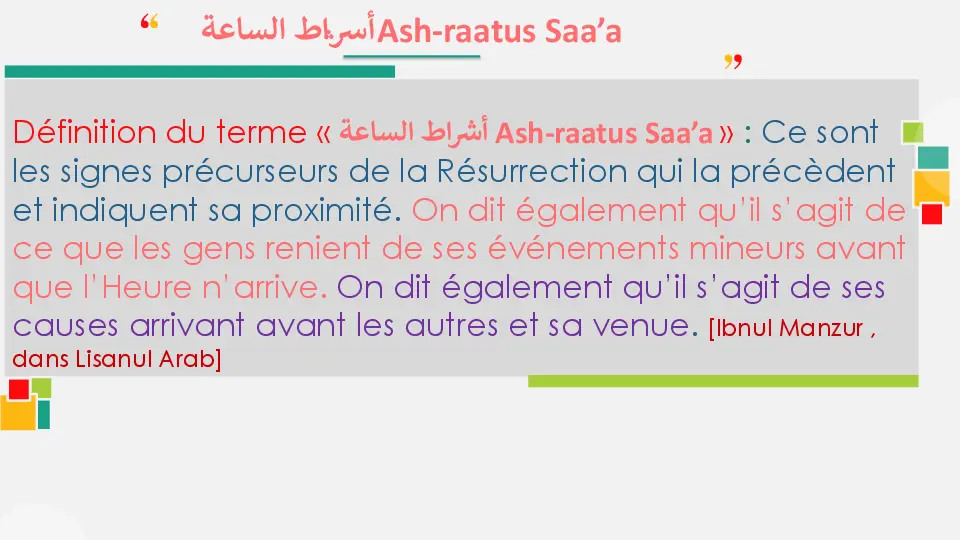 “ أسراط الساعة Ash-raatus Saa’a ”
Définition du terme « أشراط الساعة Ash-raatus Saa’a » : Ce sont
les signes précurseurs de la Résurrection qui la précèdent
et indiquent sa proximité. On dit également qu’il s’agit de
ce que les gens renient de ses événements mineurs avant
que l’Heure n’arrive. On dit également qu’il s’agit de ses
causes arrivant avant les autres et sa venue. [Ibnul Manzur ,
dans Lisanul Arab]